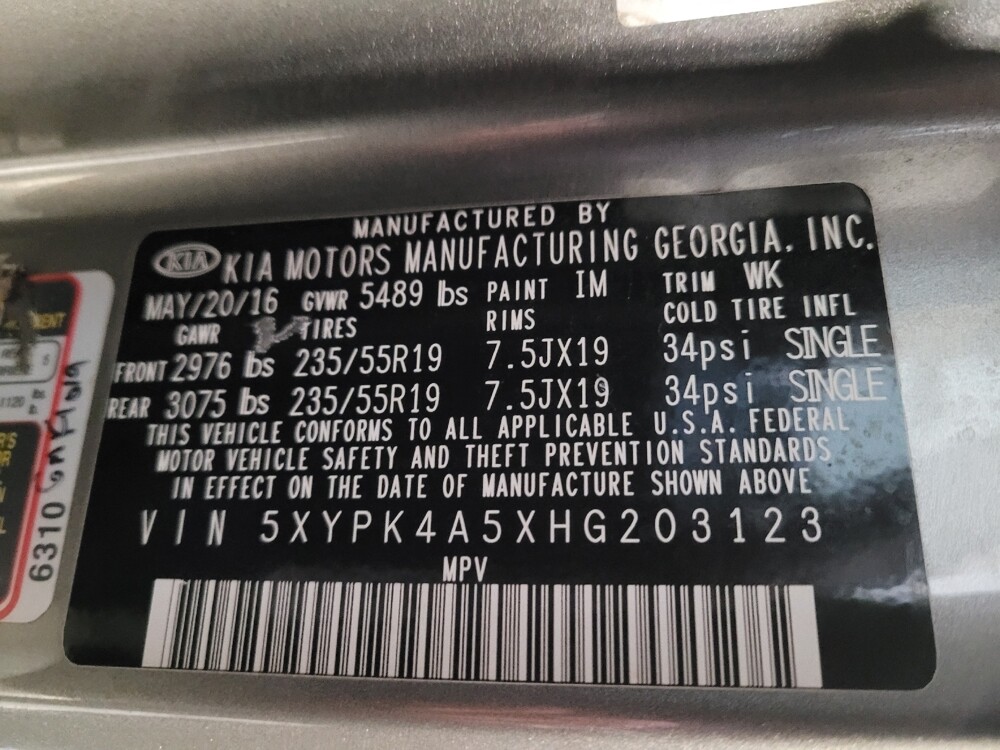 MANUFACTURED BY
KIA KIA MOTORS MANUFACTURING GEORGIA, INC.
MAY/20/16 GVWR 5489 lbs PAINT IM TRIM WK
GAWR TIRES RIMS COLD TIRE INFL
FRONT 2976 lbs 235/55R19 7.5JX19 34psi SINGLE
REAR 3075 lbs 235/55R19 7.5JX19 34psi SINGLE
THIS VEHICLE CONFORMS TO ALL APPLICABLE U.S.A. FEDERAL
MOTOR VEHICLE SAFETY AND THEFT PREVENTION STANDARDS
IN EFFECT ON THE DATE OF MANUFACTURE SHOWN ABOVE
VIN 5XYPK4A5XHG203123
MPV
6310